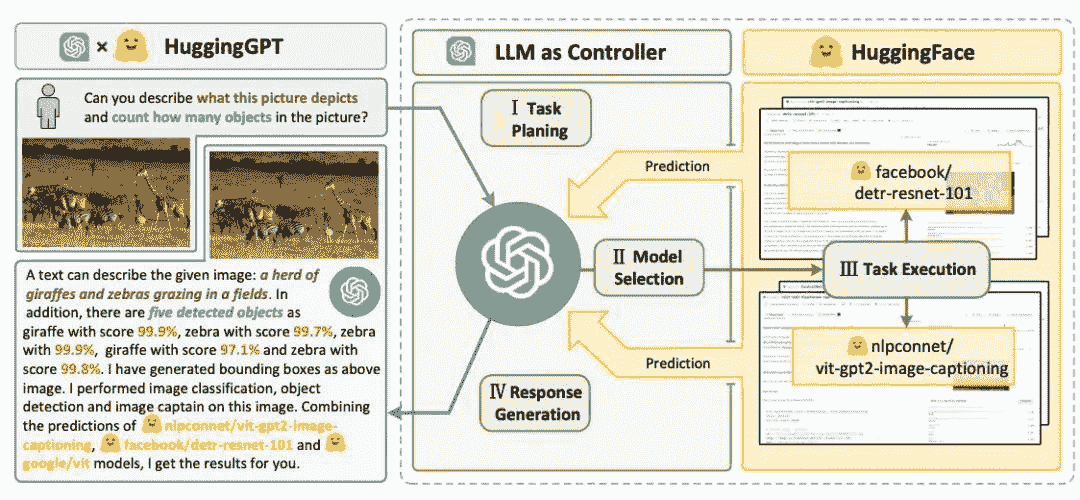 HuggingGPT
Can you describe what this picture depicts
and count how many objects in the picture?
A text can describe the given image: a herd of
giraffes and zebras grazing in a fields. In
addition, there are five detected objects as
giraffe with score 99.9%, zebra with score 99.7%, zebra
with 99.9%, giraffe with score 97.1% and zebra with
score 99.8%. I have generated bounding boxes as above
image. I performed image classification, object
detection and image captain on this image. Combining
the predictions of nlpconnet/vit-gpt2-image-
captioning, facebook/detr-resnet-101 and
google/vit models, I get the results for you.
LLM as Controller
Ⅰ Task
Planing
Prediction
Ⅱ Model
Selection
Prediction
Ⅳ Response
Generation
HuggingFace
facebook/
detr-resnet-101
Ⅲ Task Execution
nlpconnet/
vit-gpt2-image-captioning